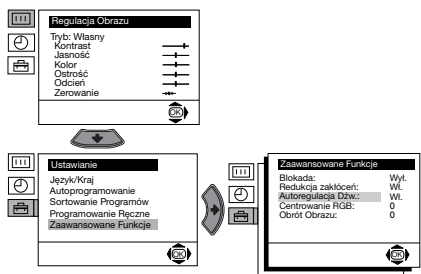 Regulacja Obrazu
Tryb: Własny
Kontrast
Jasność
Kolor
Ostrość
Odcień
Zerowanie
OK
Ustawianie
Język/Kraj
Autoprogramowanie
Sortowanie Programów
Programowanie Ręczne
Zaawansowane Funkcje
OK
Zaawansowane Funkcje
Blokada: Wył.
Redukcja zakłóceń: Wł.
Autoregulacja Dźw.: Wł.
Centrowanie RGB: 0
Obrót Obrazu: 0
OK